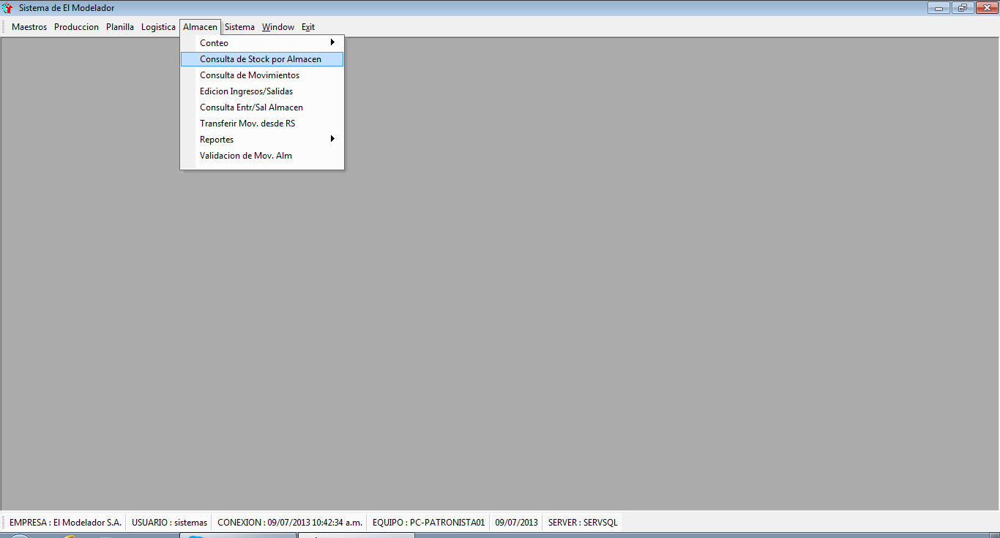 Sistema de El Modelador
Maestros Produccion Planilla Logistica Almacen Sistema Window Exit
Conteo
Consulta de Stock por Almacen
Consulta de Movimientos
Edicion Ingresos/Salidas
Consulta Entr/Sal Almacen
Transferir Mov. desde RS
Reportes
Validacion de Mov. Alm
EMPRESA : El Modelador S.A. USUARIO : sistemas CONEXION : 09/07/2013 10:42:34 a.m. EQUIPO : PC-PATRONISTA01 09/07/2013 SERVER : SERVSQL